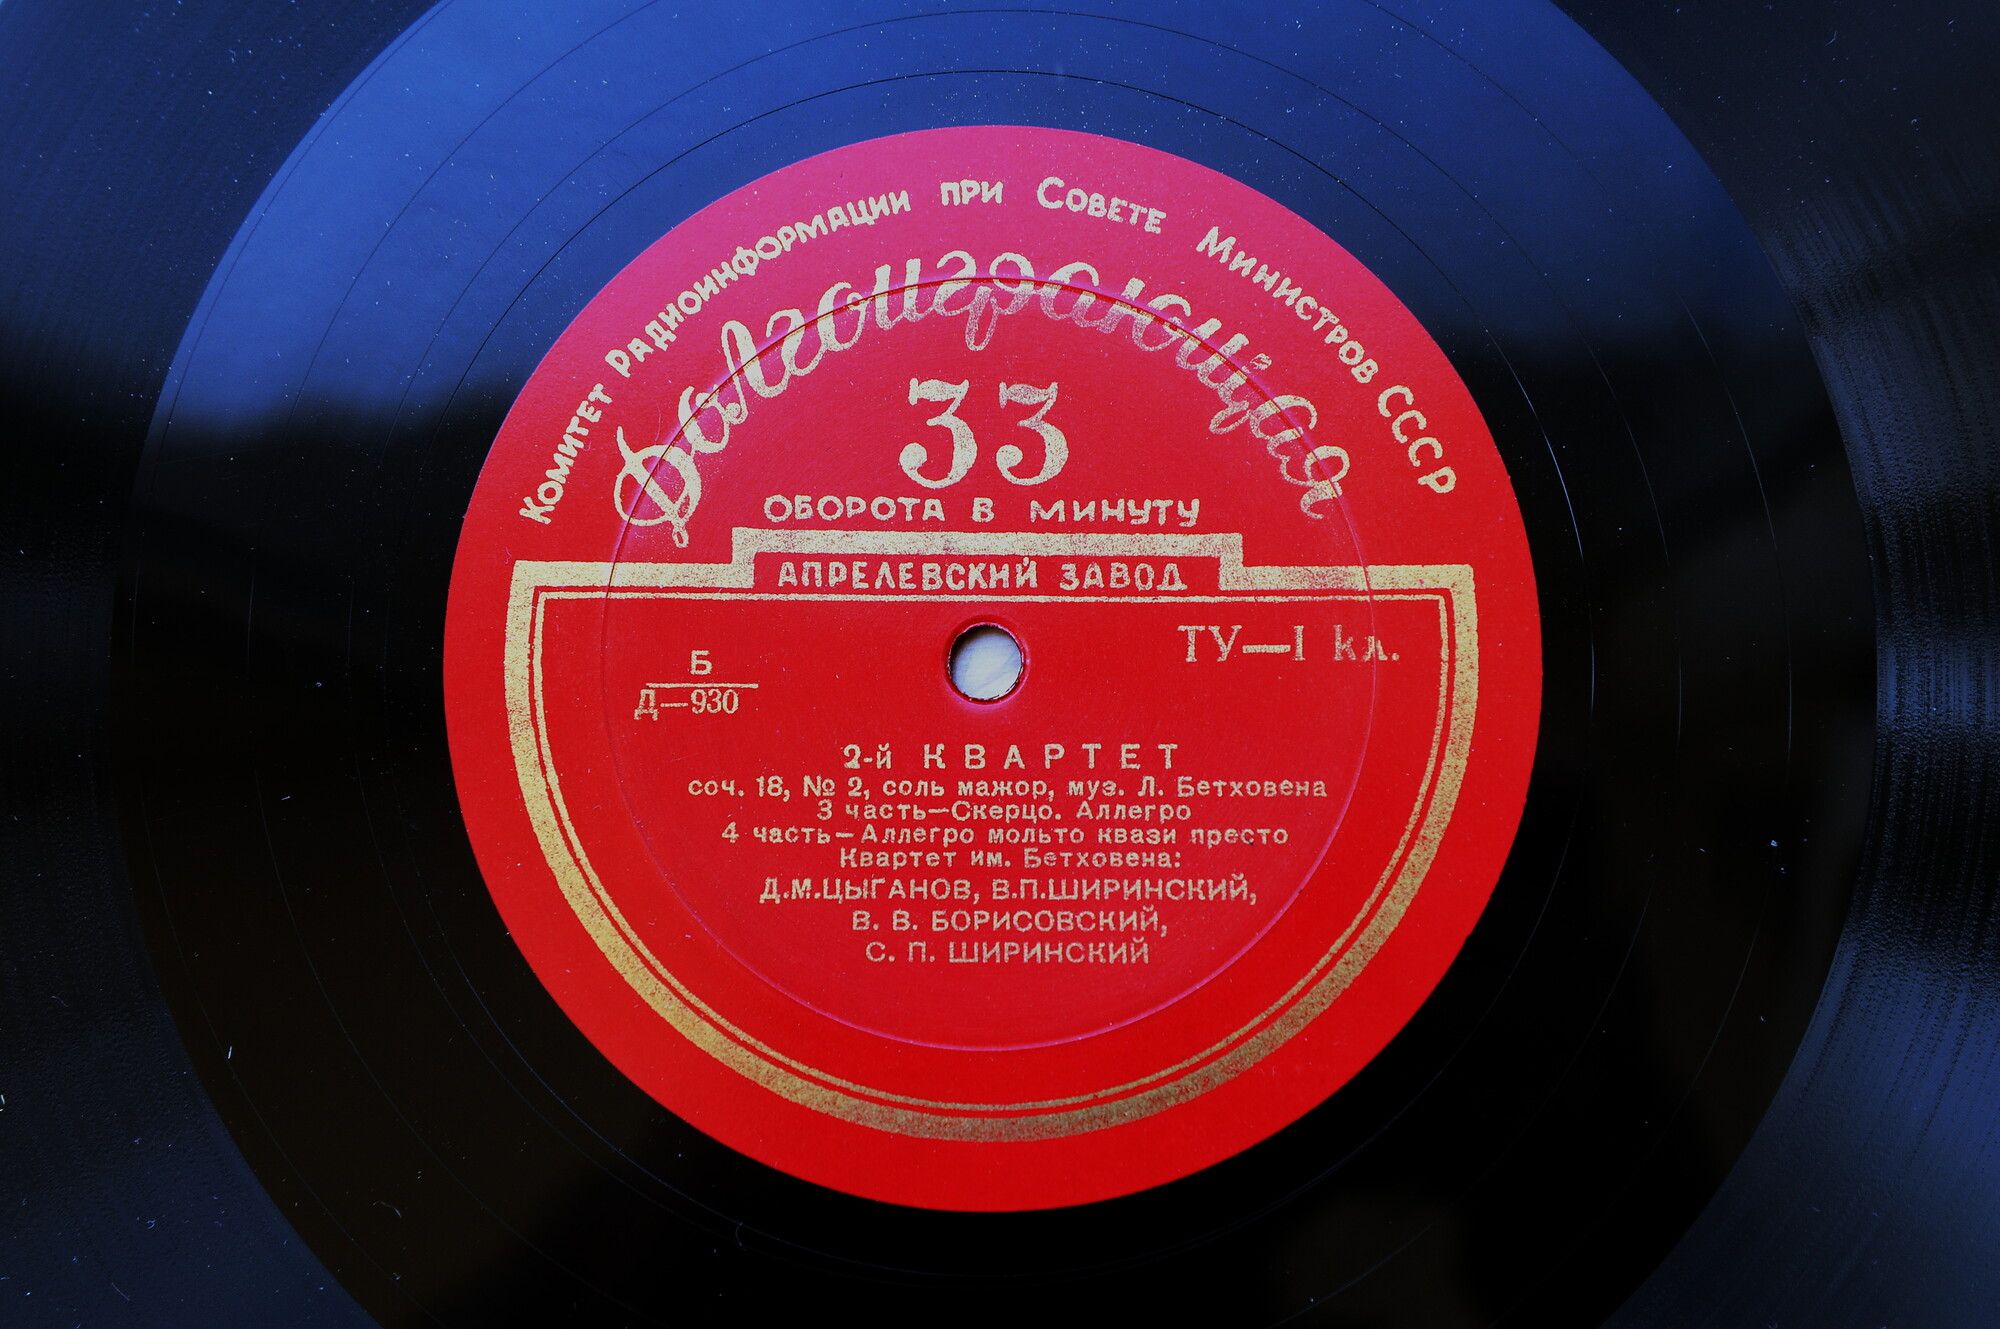 Комитет Радиоинформации при Совете Министров СССР
Долгоиграющая
33
ОБОРОТА В МИНУТУ
АПРЕЛЕВСКИЙ ЗАВОД
ТУ—I кл.
Б
Д—930
2-й КВАРТЕТ
соч. 18, № 2, соль мажор, муз. Л. Бетховена
3 часть—Скерцо. Аллегро
4 часть—Аллегро мольто квази престо
Квартет им. Бетховена:
Д.М.ЦЫГАНОВ, В.П.ШИРИНСКИЙ,
В. В. БОРИСОВСКИЙ,
С. П. ШИРИНСКИЙ